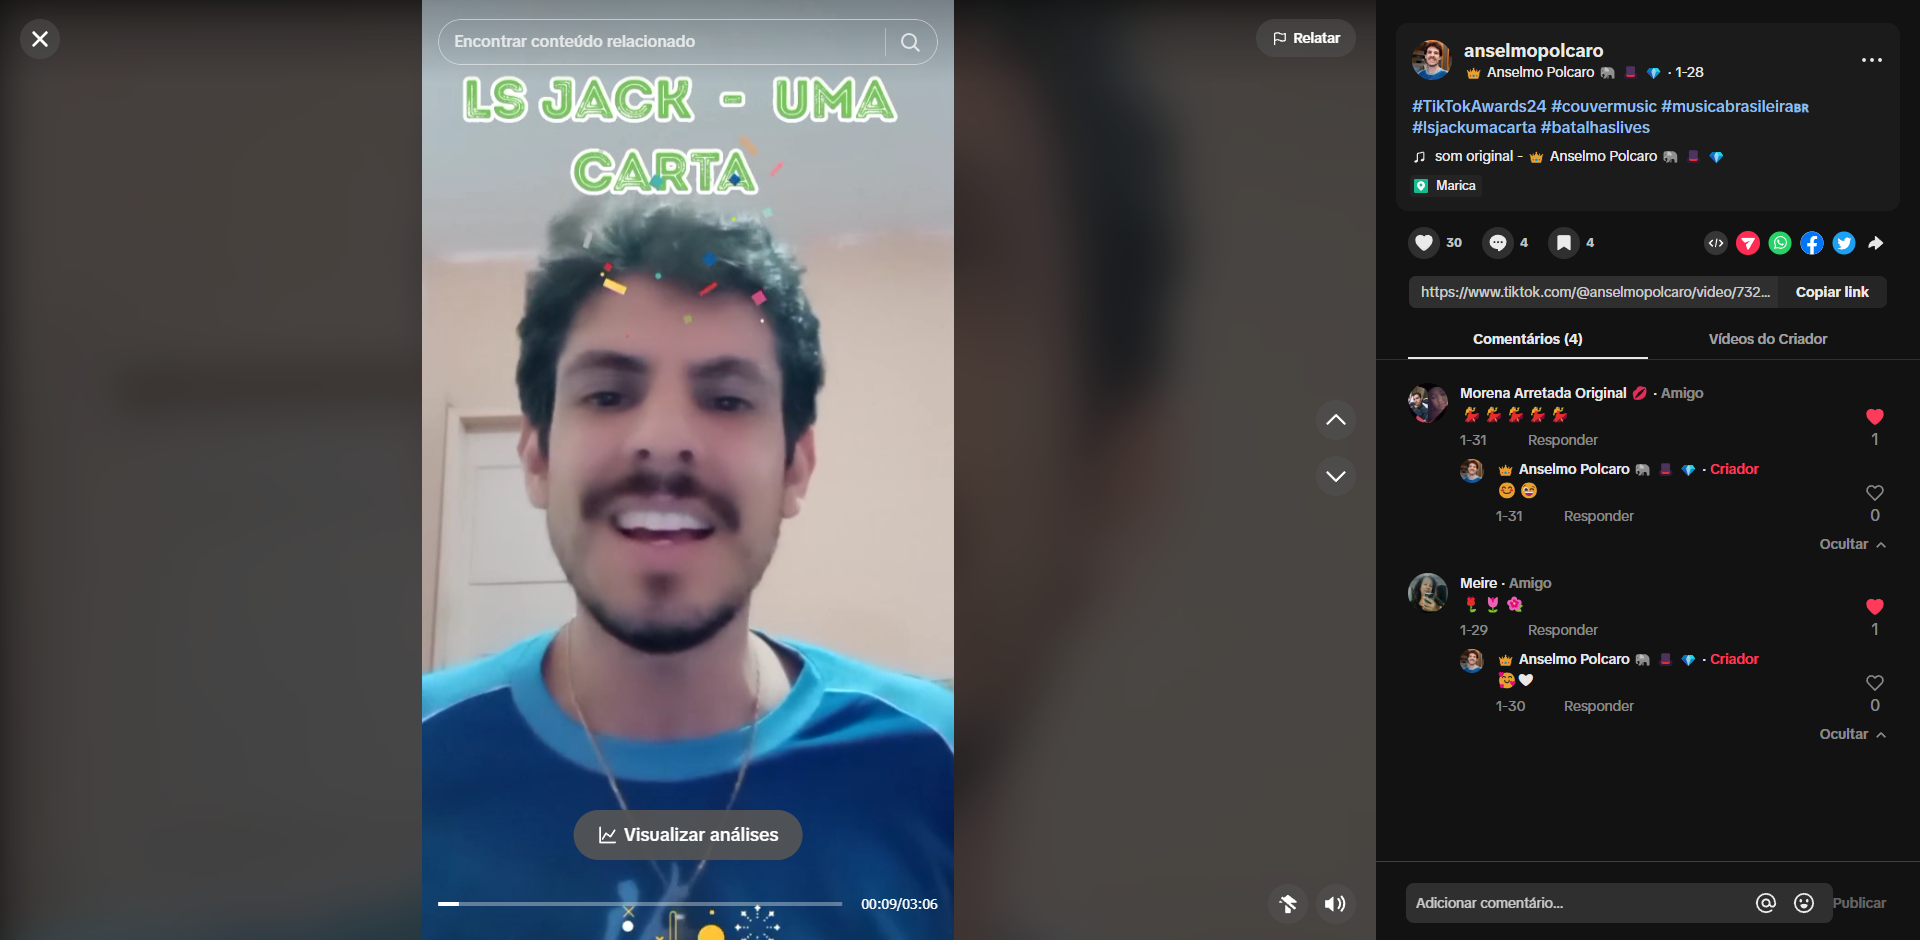 Encontrar conteúdo relacionado
LS JACK - UMA
CARTA
Visualizar análises
00:09/03:06
Relatar
anselmopolcaro
👑 Anselmo Polcaro 🐘 🎩 💎 · 1-28
#TikTokAwards24 #couvermusic #musicabrasileira🇧🇷
#lsjackumacarta #batalhaslives
som original - 👑 Anselmo Polcaro 🐘 🎩 💎
Marica
30
4
4
https://www.tiktok.com/@anselmopolcaro/video/732...
Copiar link
Comentários (4)
Vídeos do Criador
Morena Arretada Original 💋 · Amigo
💃 💃 💃 💃 💃
1-31 Responder
1
👑 Anselmo Polcaro 🐘 🎩 💎 · Criador
😊 😅
1-31 Responder
0
Ocultar
Meire · Amigo
🌹 🌷 🌺
1-29 Responder
1
👑 Anselmo Polcaro 🐘 🎩 💎 · Criador
🥰🤍
1-30 Responder
0
Ocultar
Adicionar comentário...
Publicar